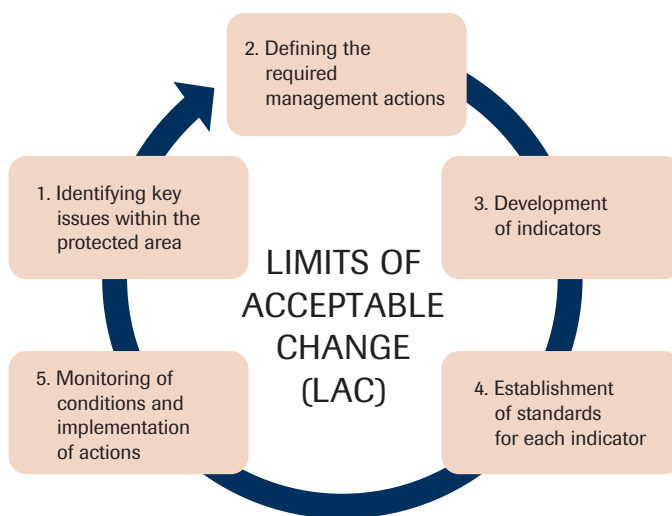 2. Defining the
required
management actions
1. Identifying key
issues within the
protected area
3. Development
of indicators
LIMITS OF
ACCEPTABLE
CHANGE
(LAC)
5. Monitoring of
conditions and
implementation
of actions
4. Establishment
of standards
for each indicator